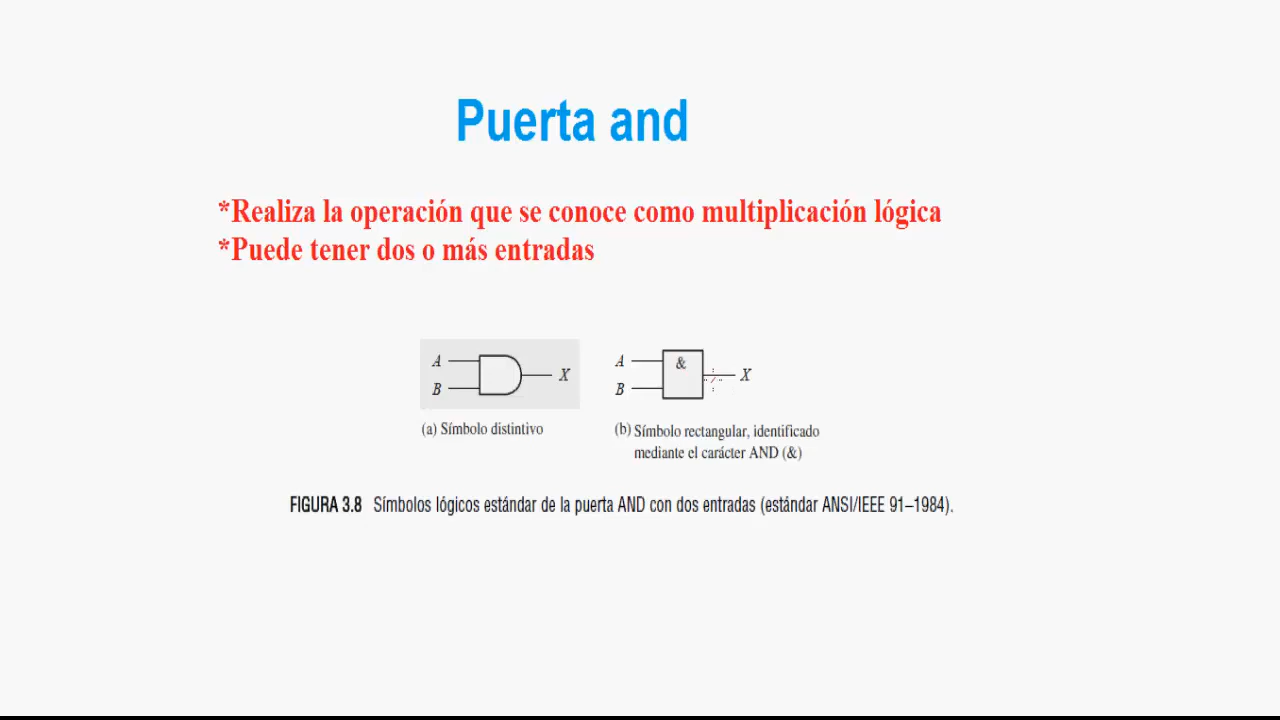 Puerta and
*Realiza la operación que se conoce como multiplicación lógica
*Puede tener dos o más entradas
A
B
X
A
B
&
X
(a) Símbolo distintivo
(b) Símbolo rectangular, identificado
mediante el carácter AND (&)
FIGURA 3.8 Símbolos lógicos estándar de la puerta AND con dos entradas (estándar ANSI/IEEE 91–1984).